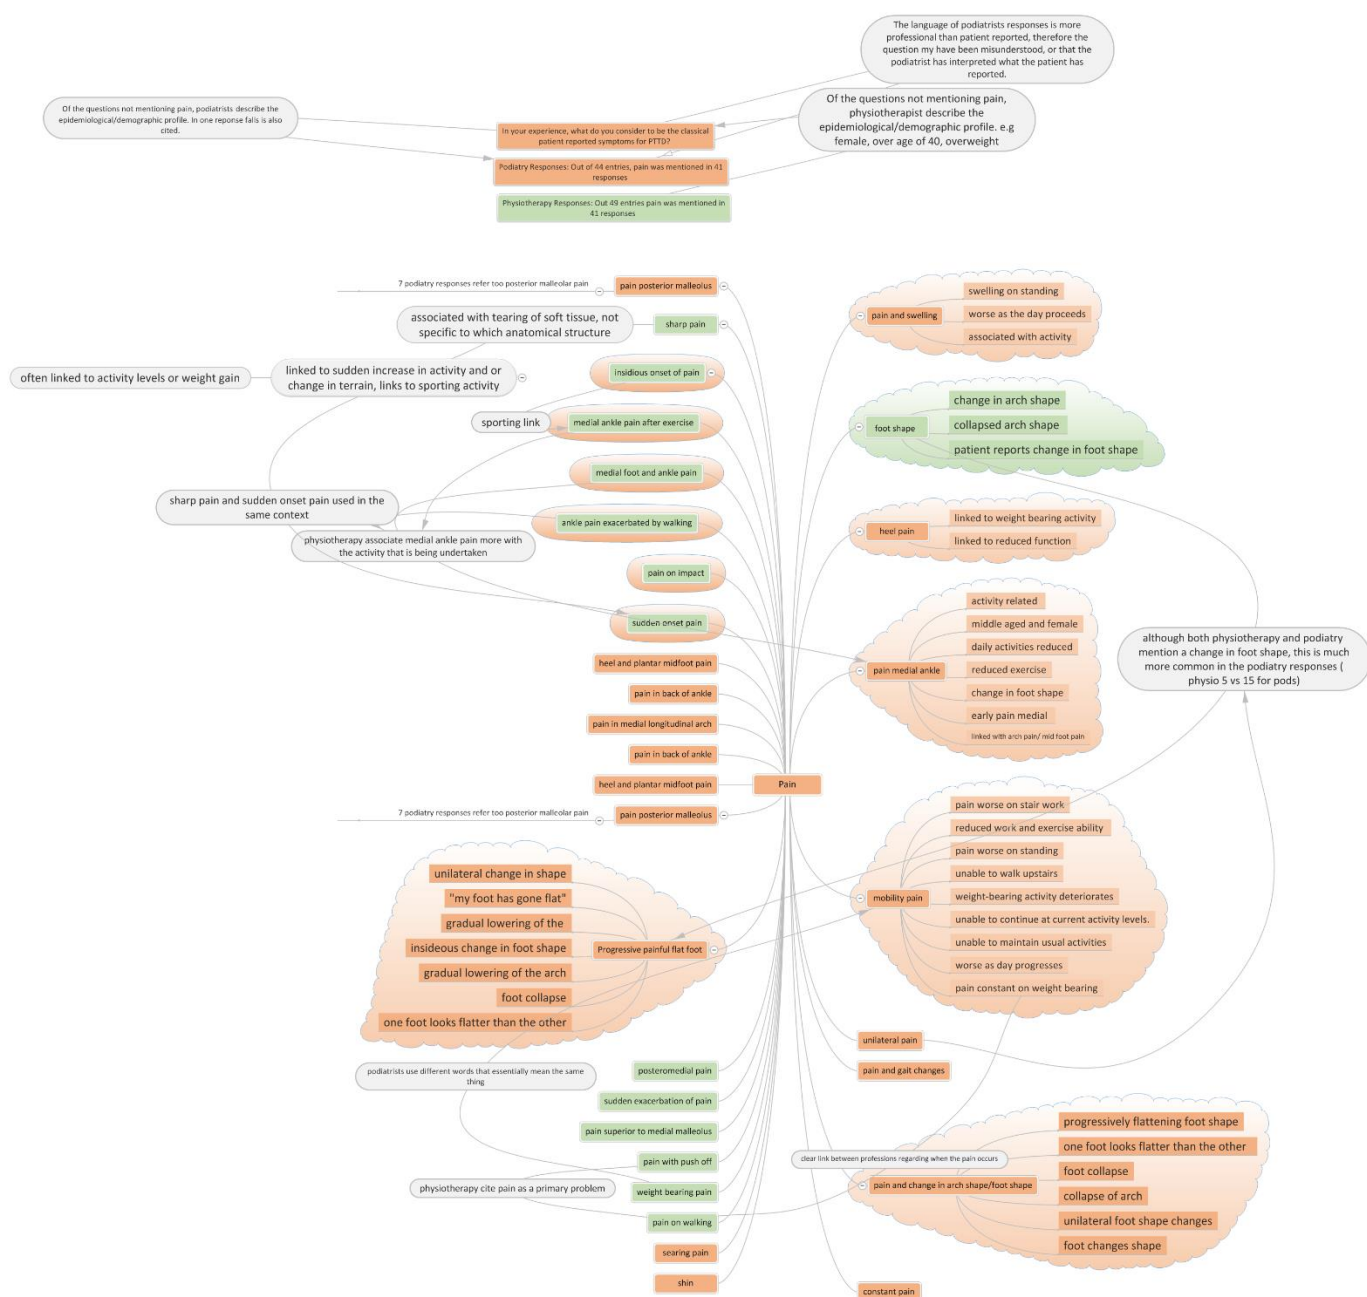 The language of podiatrists responses is more
professional than patient reported, therefore the
question my have been misunderstood, or that the
podiatrist has interpreted what the patient has
reported.
Of the questions not mentioning pain, podiatrists describe the
epidemiological/demographic profile. In one reponse falls is also
cited.
Of the questions not mentioning pain,
physiotherapist describe the
epidemiological/demographic profile. e.g
female, over age of 40, overweight
In your experience, what do you consider to be the classical
patient reported symptoms for PTTD?
Podiatry Responses: Out of 44 entries, pain was mentioned in 41
responses
Physiotherapy Responses: Out 49 entries pain was mentioned in
41 responses
7 podiatry responses refer too posterior malleolar pain
pain posterior malleolus
associated with tearing of soft tissue, not
specific to which anatomical structure
sharp pain
often linked to activity levels or weight gain
linked to sudden increase in activity and or
change in terrain, links to sporting activity
insidious onset of pain
sporting link
medial ankle pain after exercise
medial foot and ankle pain
sharp pain and sudden onset pain used in the
same context
ankle pain exacerbated by walking
physiotherapy associate medial ankle pain more with
the activity that is being undertaken
pain on impact
sudden onset pain
heel and plantar midfoot pain
pain in back of ankle
pain in medial longitudinal arch
pain in back of ankle
heel and plantar midfoot pain
7 podiatry responses refer too posterior malleolar pain
pain posterior malleolus
Pain
unilateral change in shape
"my foot has gone flat"
gradual lowering of the
insideous change in foot shape
gradual lowering of the arch
foot collapse
one foot looks flatter than the other
Progressive painful flat foot
podiatrists use different words that essentially mean the same
thing
posteromedial pain
sudden exacerbation of pain
pain superior to medial malleolus
pain with push off
physiotherapy cite pain as a primary problem
weight bearing pain
pain on walking
searing pain
shin
pain and swelling
swelling on standing
worse as the day proceeds
associated with activity
foot shape
change in arch shape
collapsed arch shape
patient reports change in foot shape
heel pain
linked to weight bearing activity
linked to reduced function
pain medial ankle
activity related
middle aged and female
daily activities reduced
reduced exercise
change in foot shape
early pain medial
linked with arch pain/ mid foot pain
although both physiotherapy and podiatry
mention a change in foot shape, this is much
more common in the podiatry responses (
physio 5 vs 15 for pods)
mobility pain
pain worse on stair work
reduced work and exercise ability
pain worse on standing
unable to walk upstairs
weight-bearing activity deteriorates
unable to continue at current activity levels.
unable to maintain usual activities
worse as day progresses
pain constant on weight bearing
unilateral pain
pain and gait changes
clear link between professions regarding when the pain occurs
pain and change in arch shape/foot shape
progressively flattening foot shape
one foot looks flatter than the other
foot collapse
collapse of arch
unilateral foot shape changes
foot changes shape
constant pain